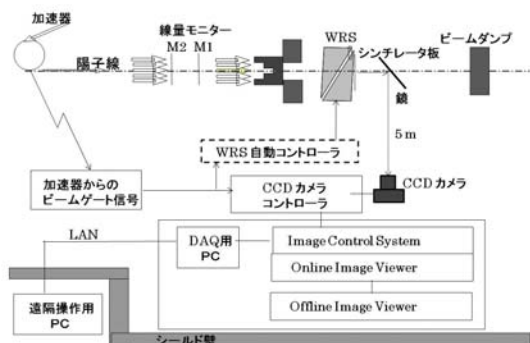 加速器
線量モニター
M2 M1
陽子線
WRS
シンチレータ板
鏡
ビームダンプ
5 m
WRS 自動コントローラ
加速器からの
ビームゲート信号
CCD カメラ
コントローラ
CCD カメラ
LAN
DAQ用
PC
Image Control System
Online Image Viewer
Offline Image Viewer
遠隔操作用
PC
シールド壁